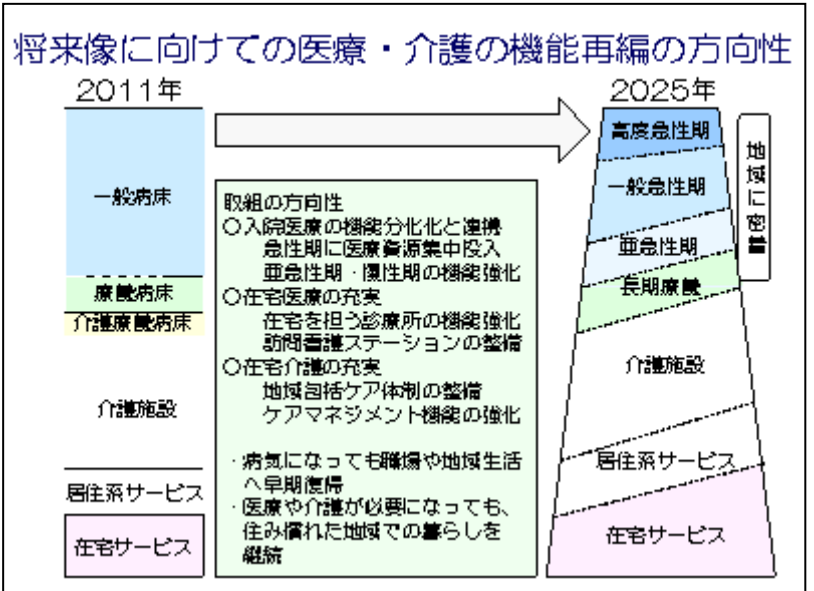 将来像に向けての医療・介護の機能再編の方向性
2011年
一般病床
療養病床
介護療養病床
介護施設
居住系サービス
在宅サービス
取組の方向性
○入院医療の機能分化化と連携
急性期に医療資源集中投入
亜急性期・慢性期の機能強化
○在宅医療の充実
在宅を担う診療所の機能強化
訪問看護ステーションの整備
○在宅介護の充実
地域包括ケア体制の整備
ケアマネジメント機能の強化
・病気になっても職場や地域生活
へ早期復帰
・医療や介護が必要になっても、
住み慣れた地域での暮らしを
継続
2025年
高度急性期
一般急性期
亜急性期
長期療養
介護施設
居住系サービス
在宅サービス
地域に密着